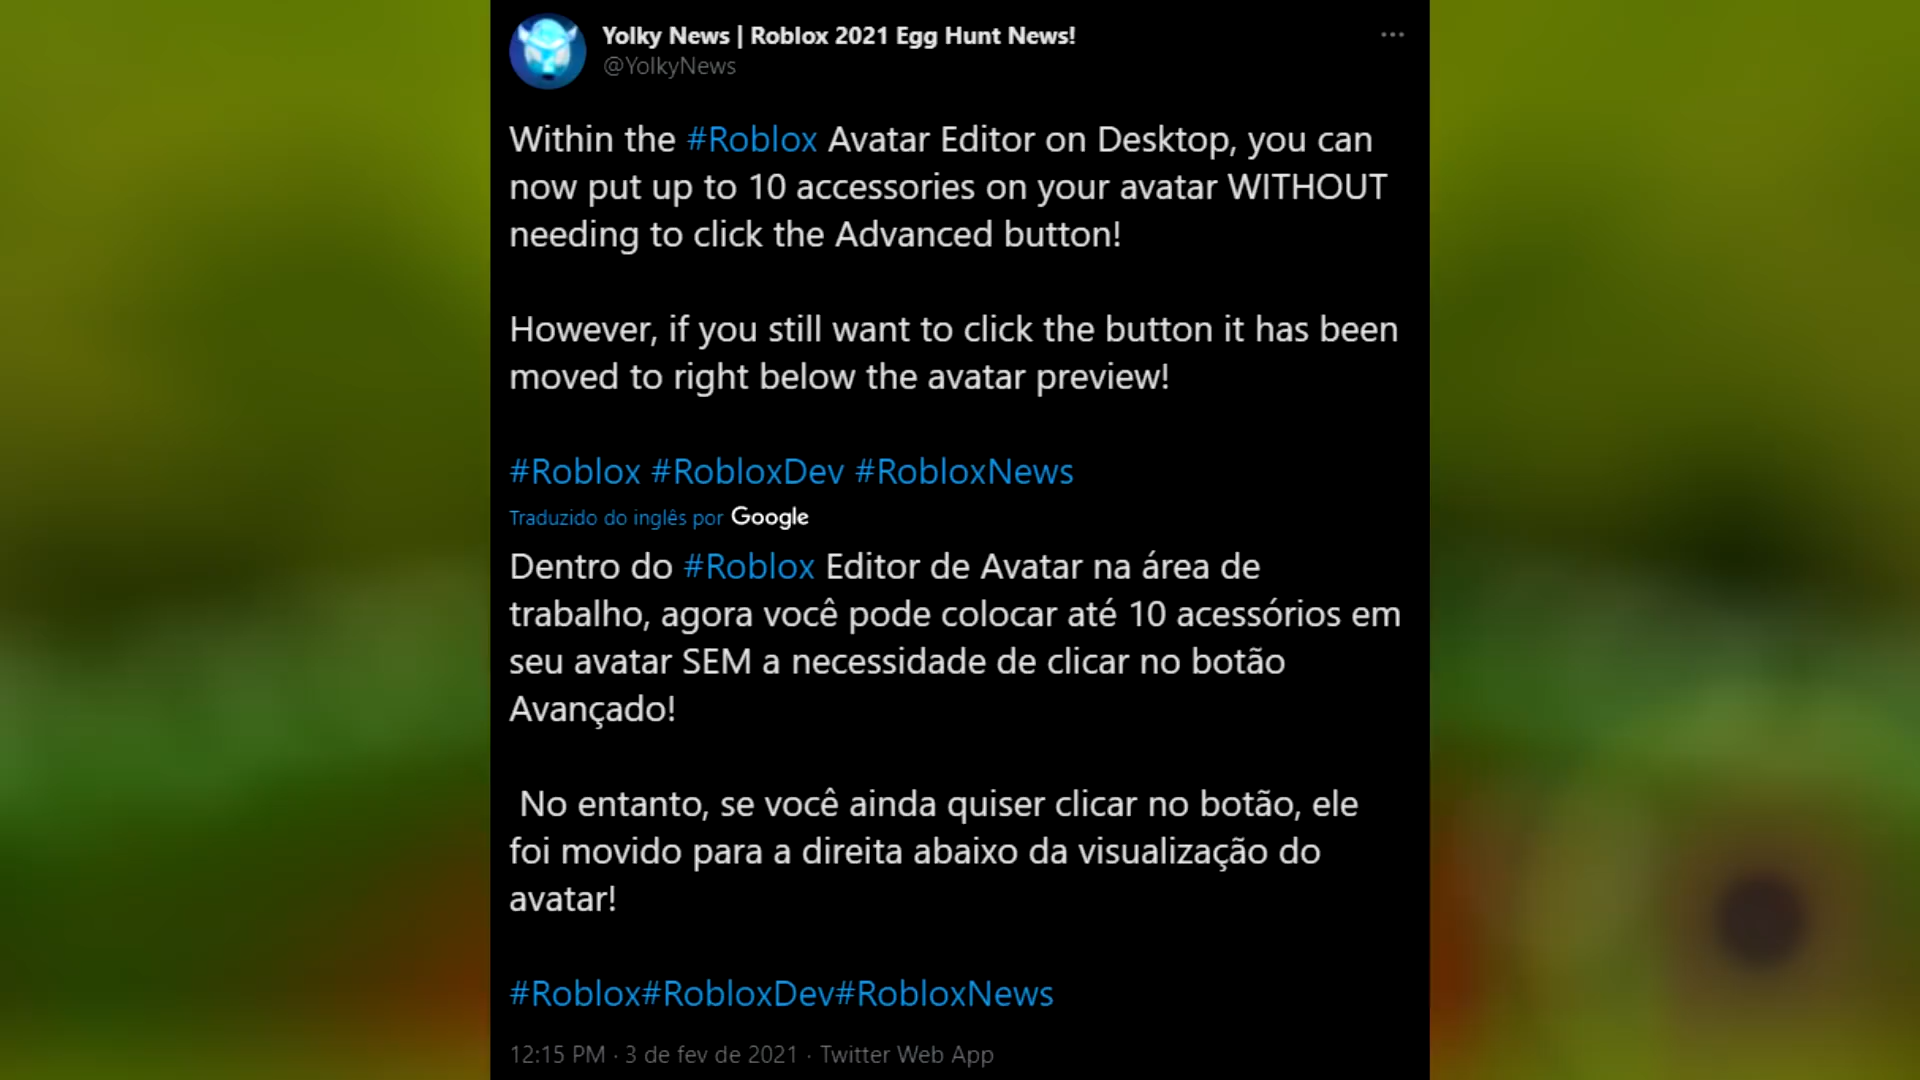 Yolky News | Roblox 2021 Egg Hunt News!
@YolkyNews
Within the #Roblox Avatar Editor on Desktop, you can
now put up to 10 accessories on your avatar WITHOUT
needing to click the Advanced button!
However, if you still want to click the button it has been
moved to right below the avatar preview!
#Roblox #RobloxDev #RobloxNews
Traduzido do inglês por Google
Dentro do #Roblox Editor de Avatar na área de
trabalho, agora você pode colocar até 10 acessórios em
seu avatar SEM a necessidade de clicar no botão
Avançado!
No entanto, se você ainda quiser clicar no botão, ele
foi movido para a direita abaixo da visualização do
avatar!
#Roblox#RobloxDev#RobloxNews
12:15 PM · 3 de fev de 2021 · Twitter Web App